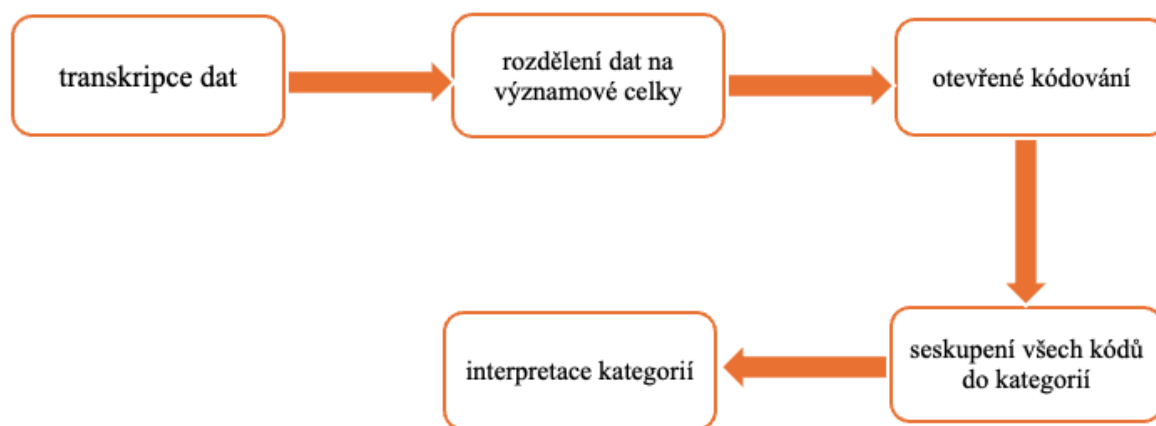 transkripce dat
rozdělení dat na
významové celky
otevřené kódování
seskupení všech kódů
do kategorií
interpretace kategorií